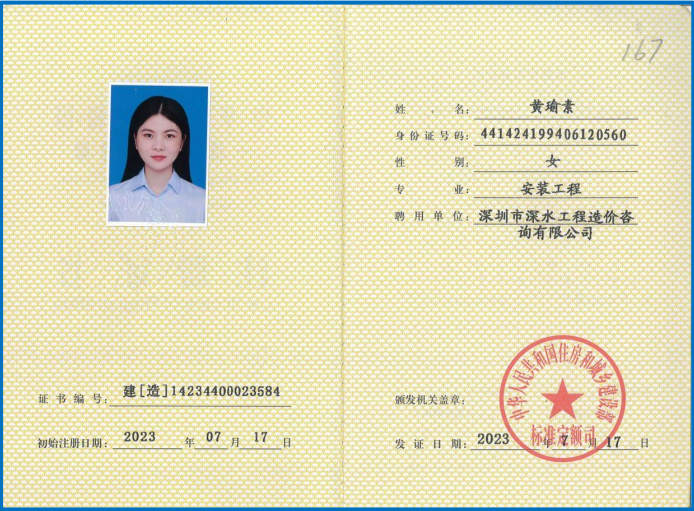 167
姓 名: 黄瑜素
身份证号码: 441424199406120560
性 别: 女
专 业: 安装工程
聘用单位: 深圳市深水工程造价咨
询有限公司
证书编号: 建[造]14234400023584
初始注册日期: 2023 年 07 月 17 日
颁发机关盖章:
中华人民共和国住房和城乡建设部
标准定额司
发证日期: 2023 年 7 月 17 日